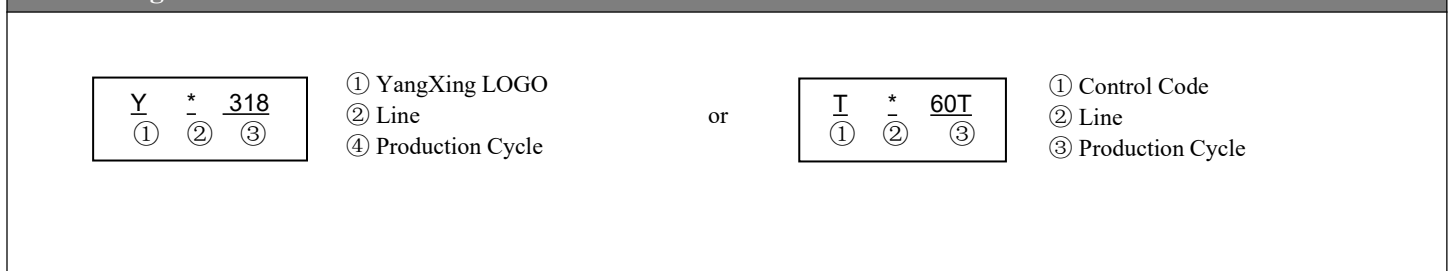 Y * 318
① ② ③
① YangXing LOGO
② Line
④ Production Cycle
or
T * 60T
① ② ③
① Control Code
② Line
③ Production Cycle